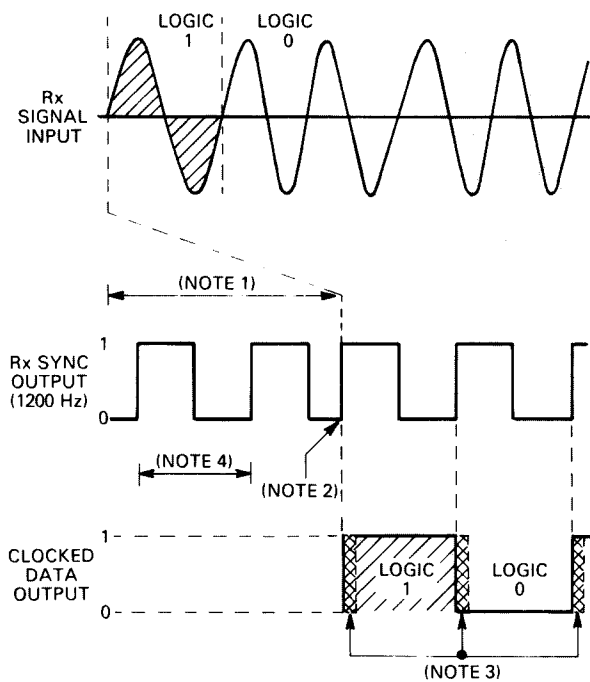 LOGIC
1
LOGIC
0
Rx
SIGNAL
INPUT
(NOTE 1)
1
Rx SYNC
OUTPUT
(1200 Hz)
0
(NOTE 4)
(NOTE 2)
1
CLOCKED
DATA
OUTPUT
0
LOGIC
1
LOGIC
0
(NOTE 3)